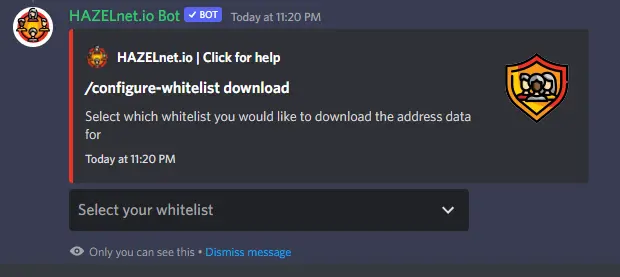 HAZELnet.io Bot ✓ BOT Today at 11:20 PM
HAZELnet.io | Click for help
/configure-whitelist download
Select which whitelist you would like to download the address data
for
Today at 11:20 PM
Select your whitelist
Only you can see this • Dismiss message